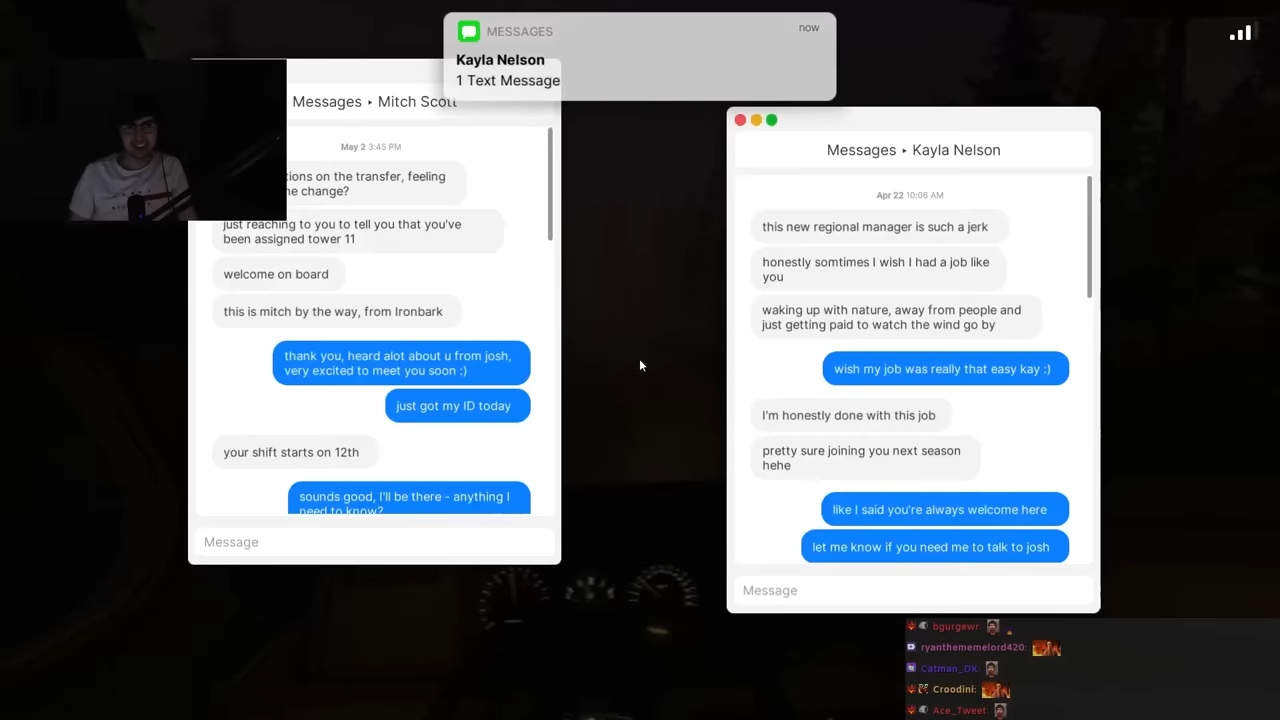 MESSAGES
now
Kayla Nelson
1 Text Message
Messages ‣ Mitch Scott
May 2 3:45 PM
tions on the transfer, feeling
he change?
just reaching to you to tell you that you've
been assigned tower 11
welcome on board
this is mitch by the way, from Ironbark
thank you, heard alot about u from josh,
very excited to meet you soon :)
just got my ID today
your shift starts on 12th
sounds good, I'll be there - anything I
need to know?
Message
Messages ‣ Kayla Nelson
Apr 22 10:06 AM
this new regional manager is such a jerk
honestly somtimes I wish I had a job like
you
waking up with nature, away from people and
just getting paid to watch the wind go by
wish my job was really that easy kay :)
I'm honestly done with this job
pretty sure joining you next season
hehe
like I said you're always welcome here
let me know if you need me to talk to josh
Message
bgurgewr:
ryanthememelord420:
Catman_DK:
Croodini:
Ace_Tweet: